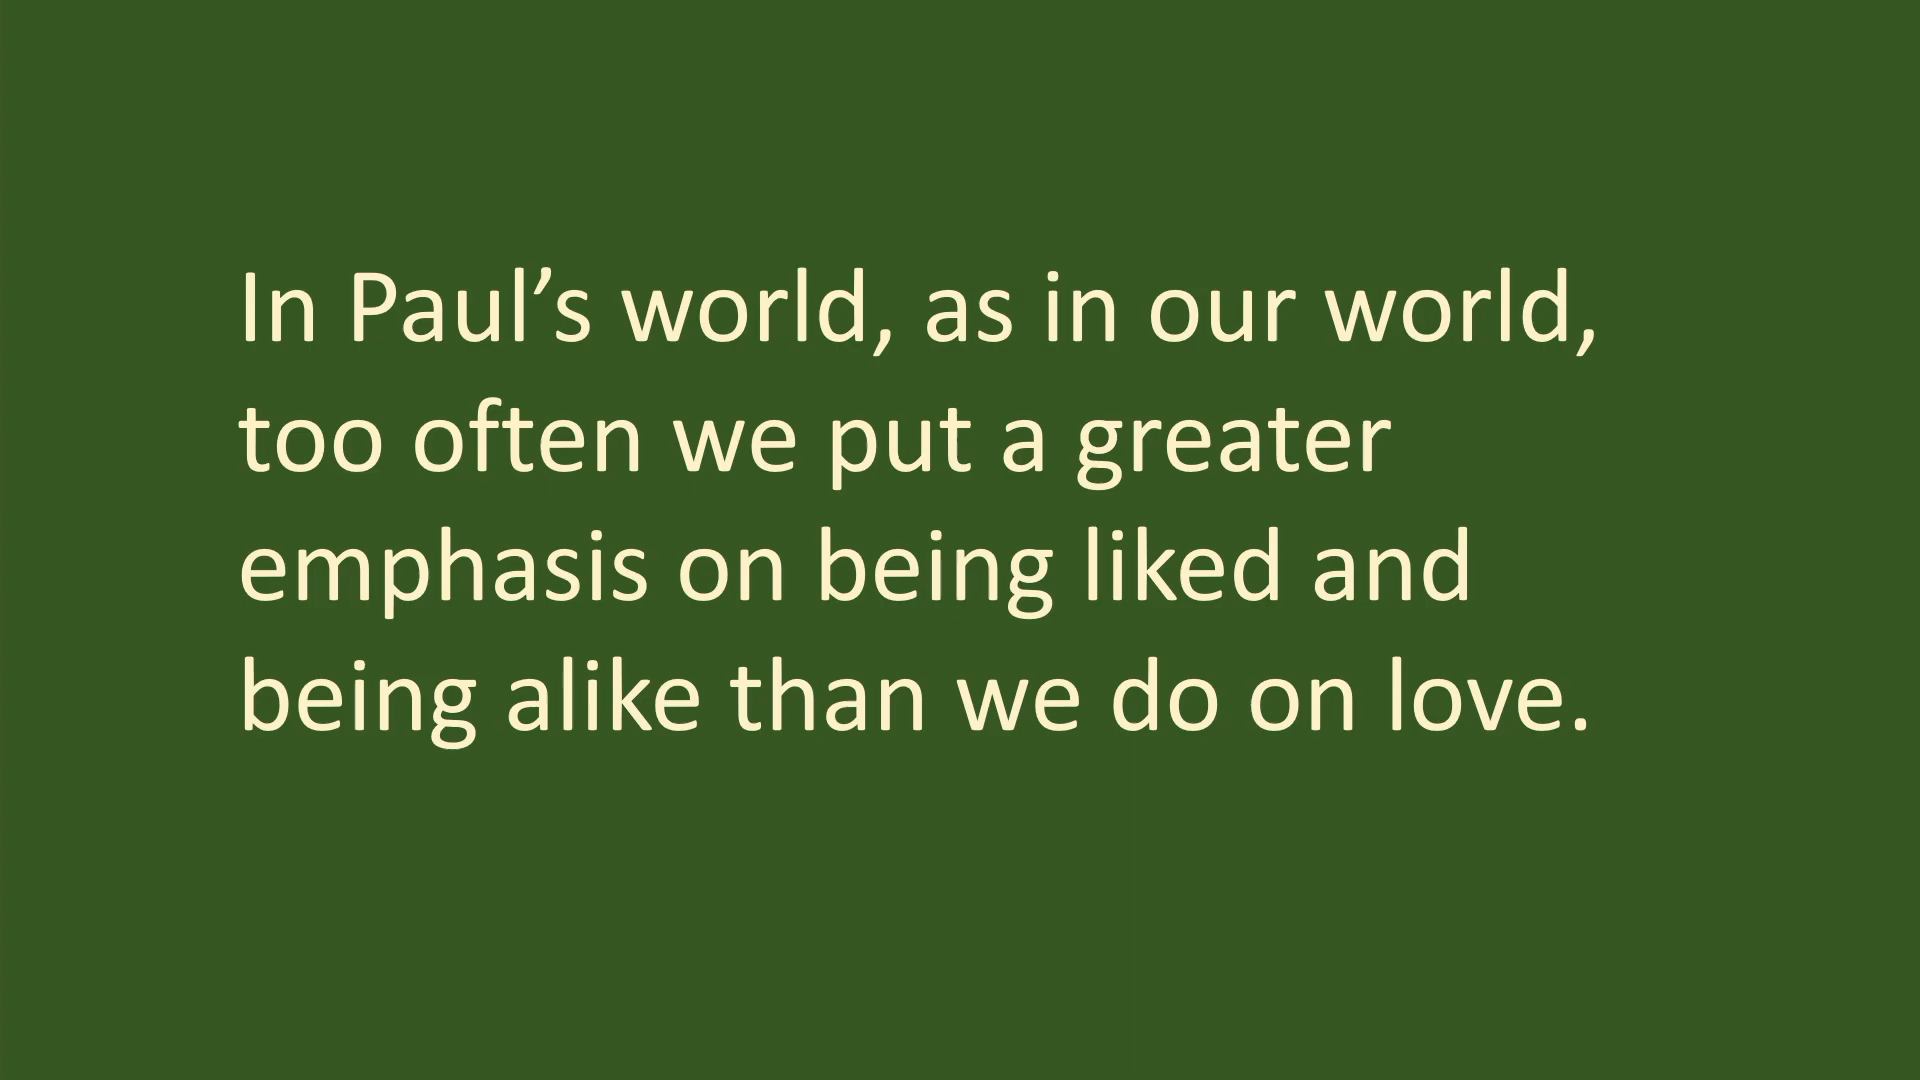 In Paul’s world, as in our world,
too often we put a greater
emphasis on being liked and
being alike than we do on love.